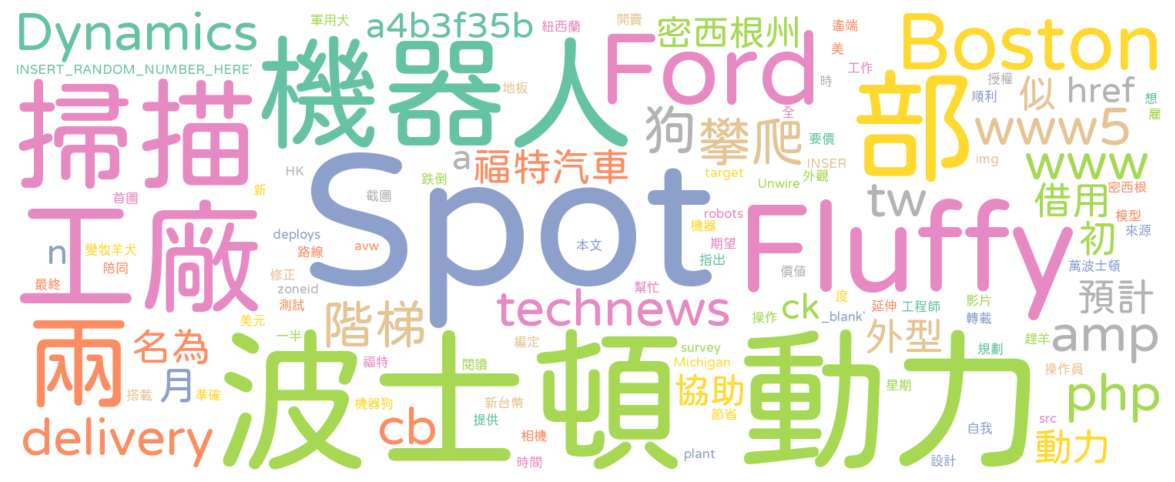 Dynamics
軍用犬
a4b3f35b
紐西蘭
開賣
密西根州
遙端
美
工作
Boston
INSERT_RANDOM_NUMBER_HERE'
機器人
地板
Ford
時
授權
順利
似
href
想
雇
掃描
全
狗
攀爬
要價
部
www5
HK
a
福特汽車
INSER
img
www
首圖
新
截圖
跌倒
target
Unwire
外觀
tw
借用
密西根
工廠
Spot
Fluffy
robots
模型
機器
初
來源
n
變牧羊犬
deploys
路線
avw
本文
期望
指出
陪同
萬波士頓
最終
修正
zoneid
價值
預計
測試
階梯
technews
幫忙
ck
度
延伸
工程師
影片
兩
美元
一半
編定
操作
_blank'
轉載
外型
amp
名為
福特
閱讀
survey
Michigan
規劃
趕羊
操作員
月
搭載
準確
波士頓動力
機器狗
新台幣
協助
星期
php
節省
delivery
cb
提供
相機
src
自我
時間
plant
設計
動力